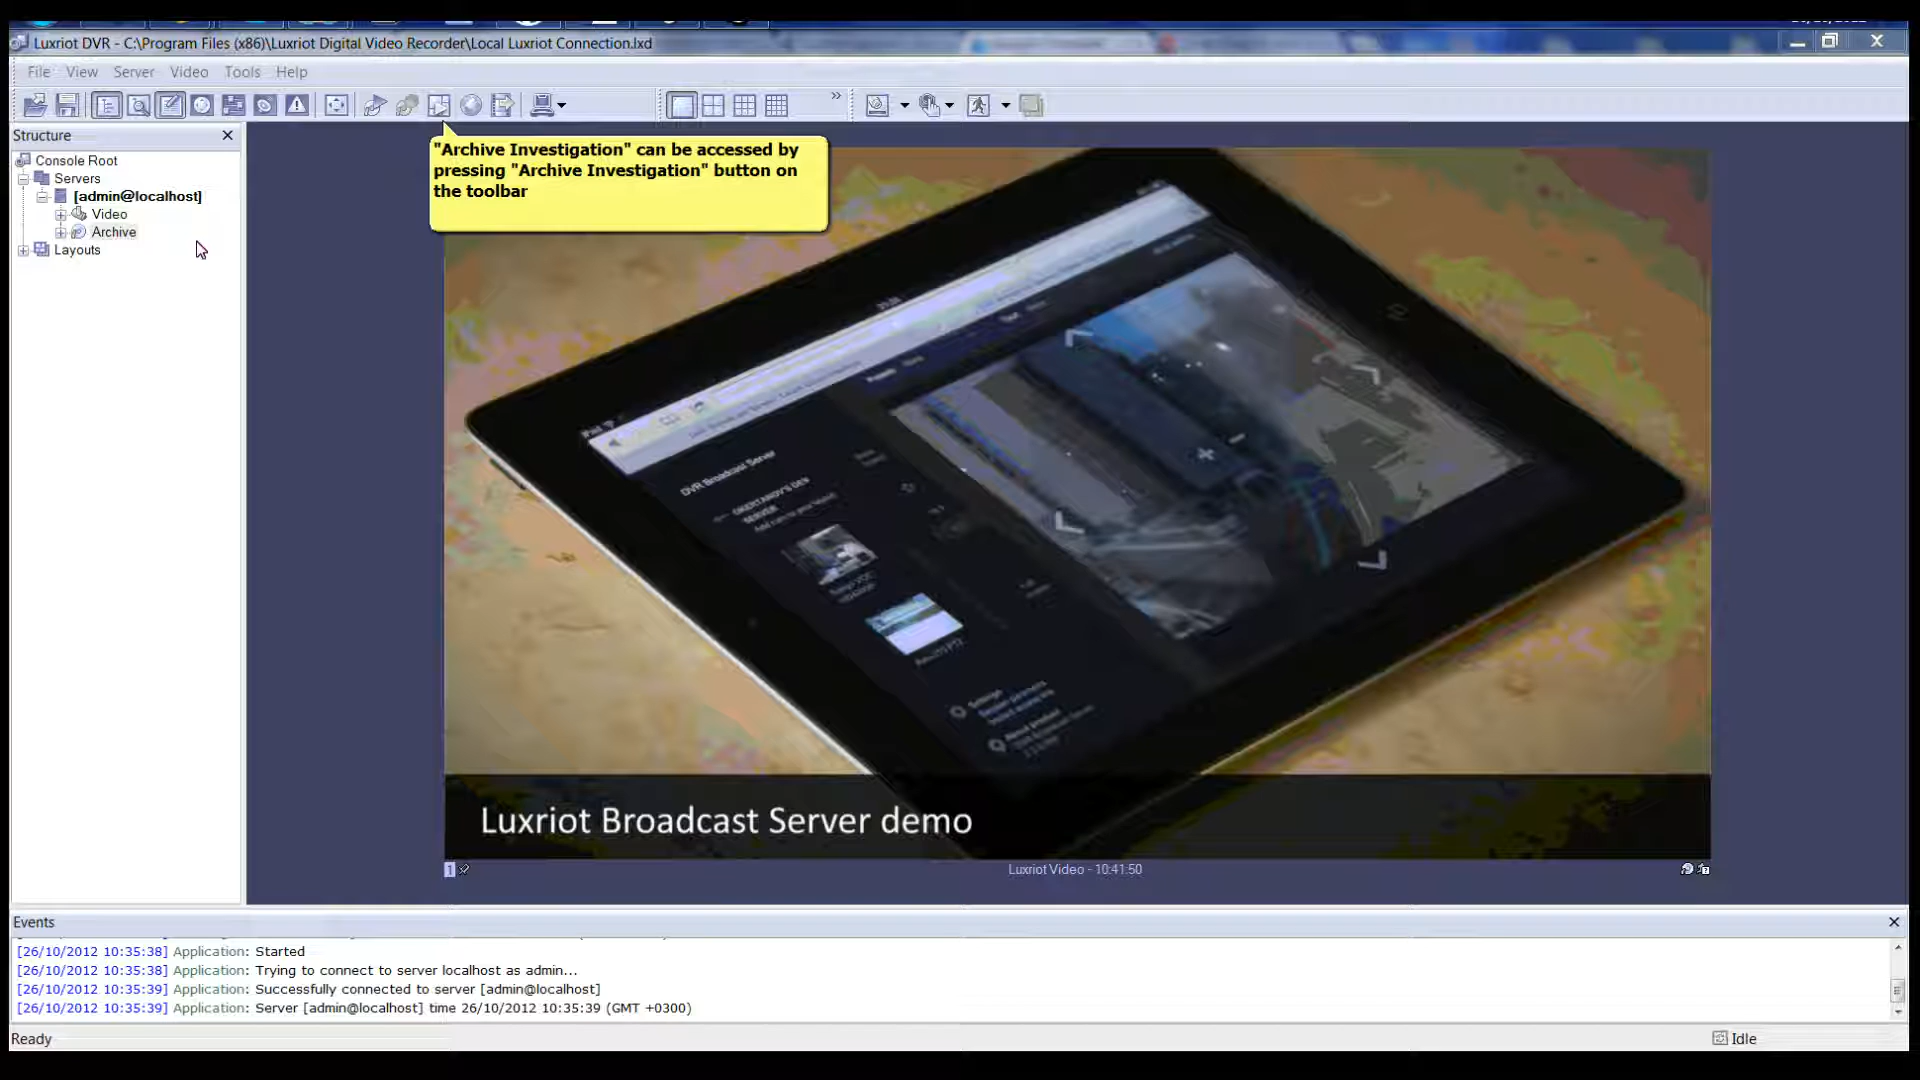 Luxriot DVR - C:\Program Files (x86)\Luxriot Digital Video Recorder\Local Luxriot Connection.lxd
File View Server Video Tools Help
Structure
Console Root
Servers
[admin@localhost]
Video
Archive
Layouts
"Archive Investigation" can be accessed by
pressing "Archive Investigation" button on
the toolbar
DVR Broadcast Server
SERVER
Luxriot Broadcast Server demo
1
Luxriot Video - 10:41:50
Events
[26/10/2012 10:35:38] Application: Started
[26/10/2012 10:35:38] Application: Trying to connect to server localhost as admin...
[26/10/2012 10:35:39] Application: Successfully connected to server [admin@localhost]
[26/10/2012 10:35:39] Application: Server [admin@localhost] time 26/10/2012 10:35:39 (GMT +0300)
Ready
Idle